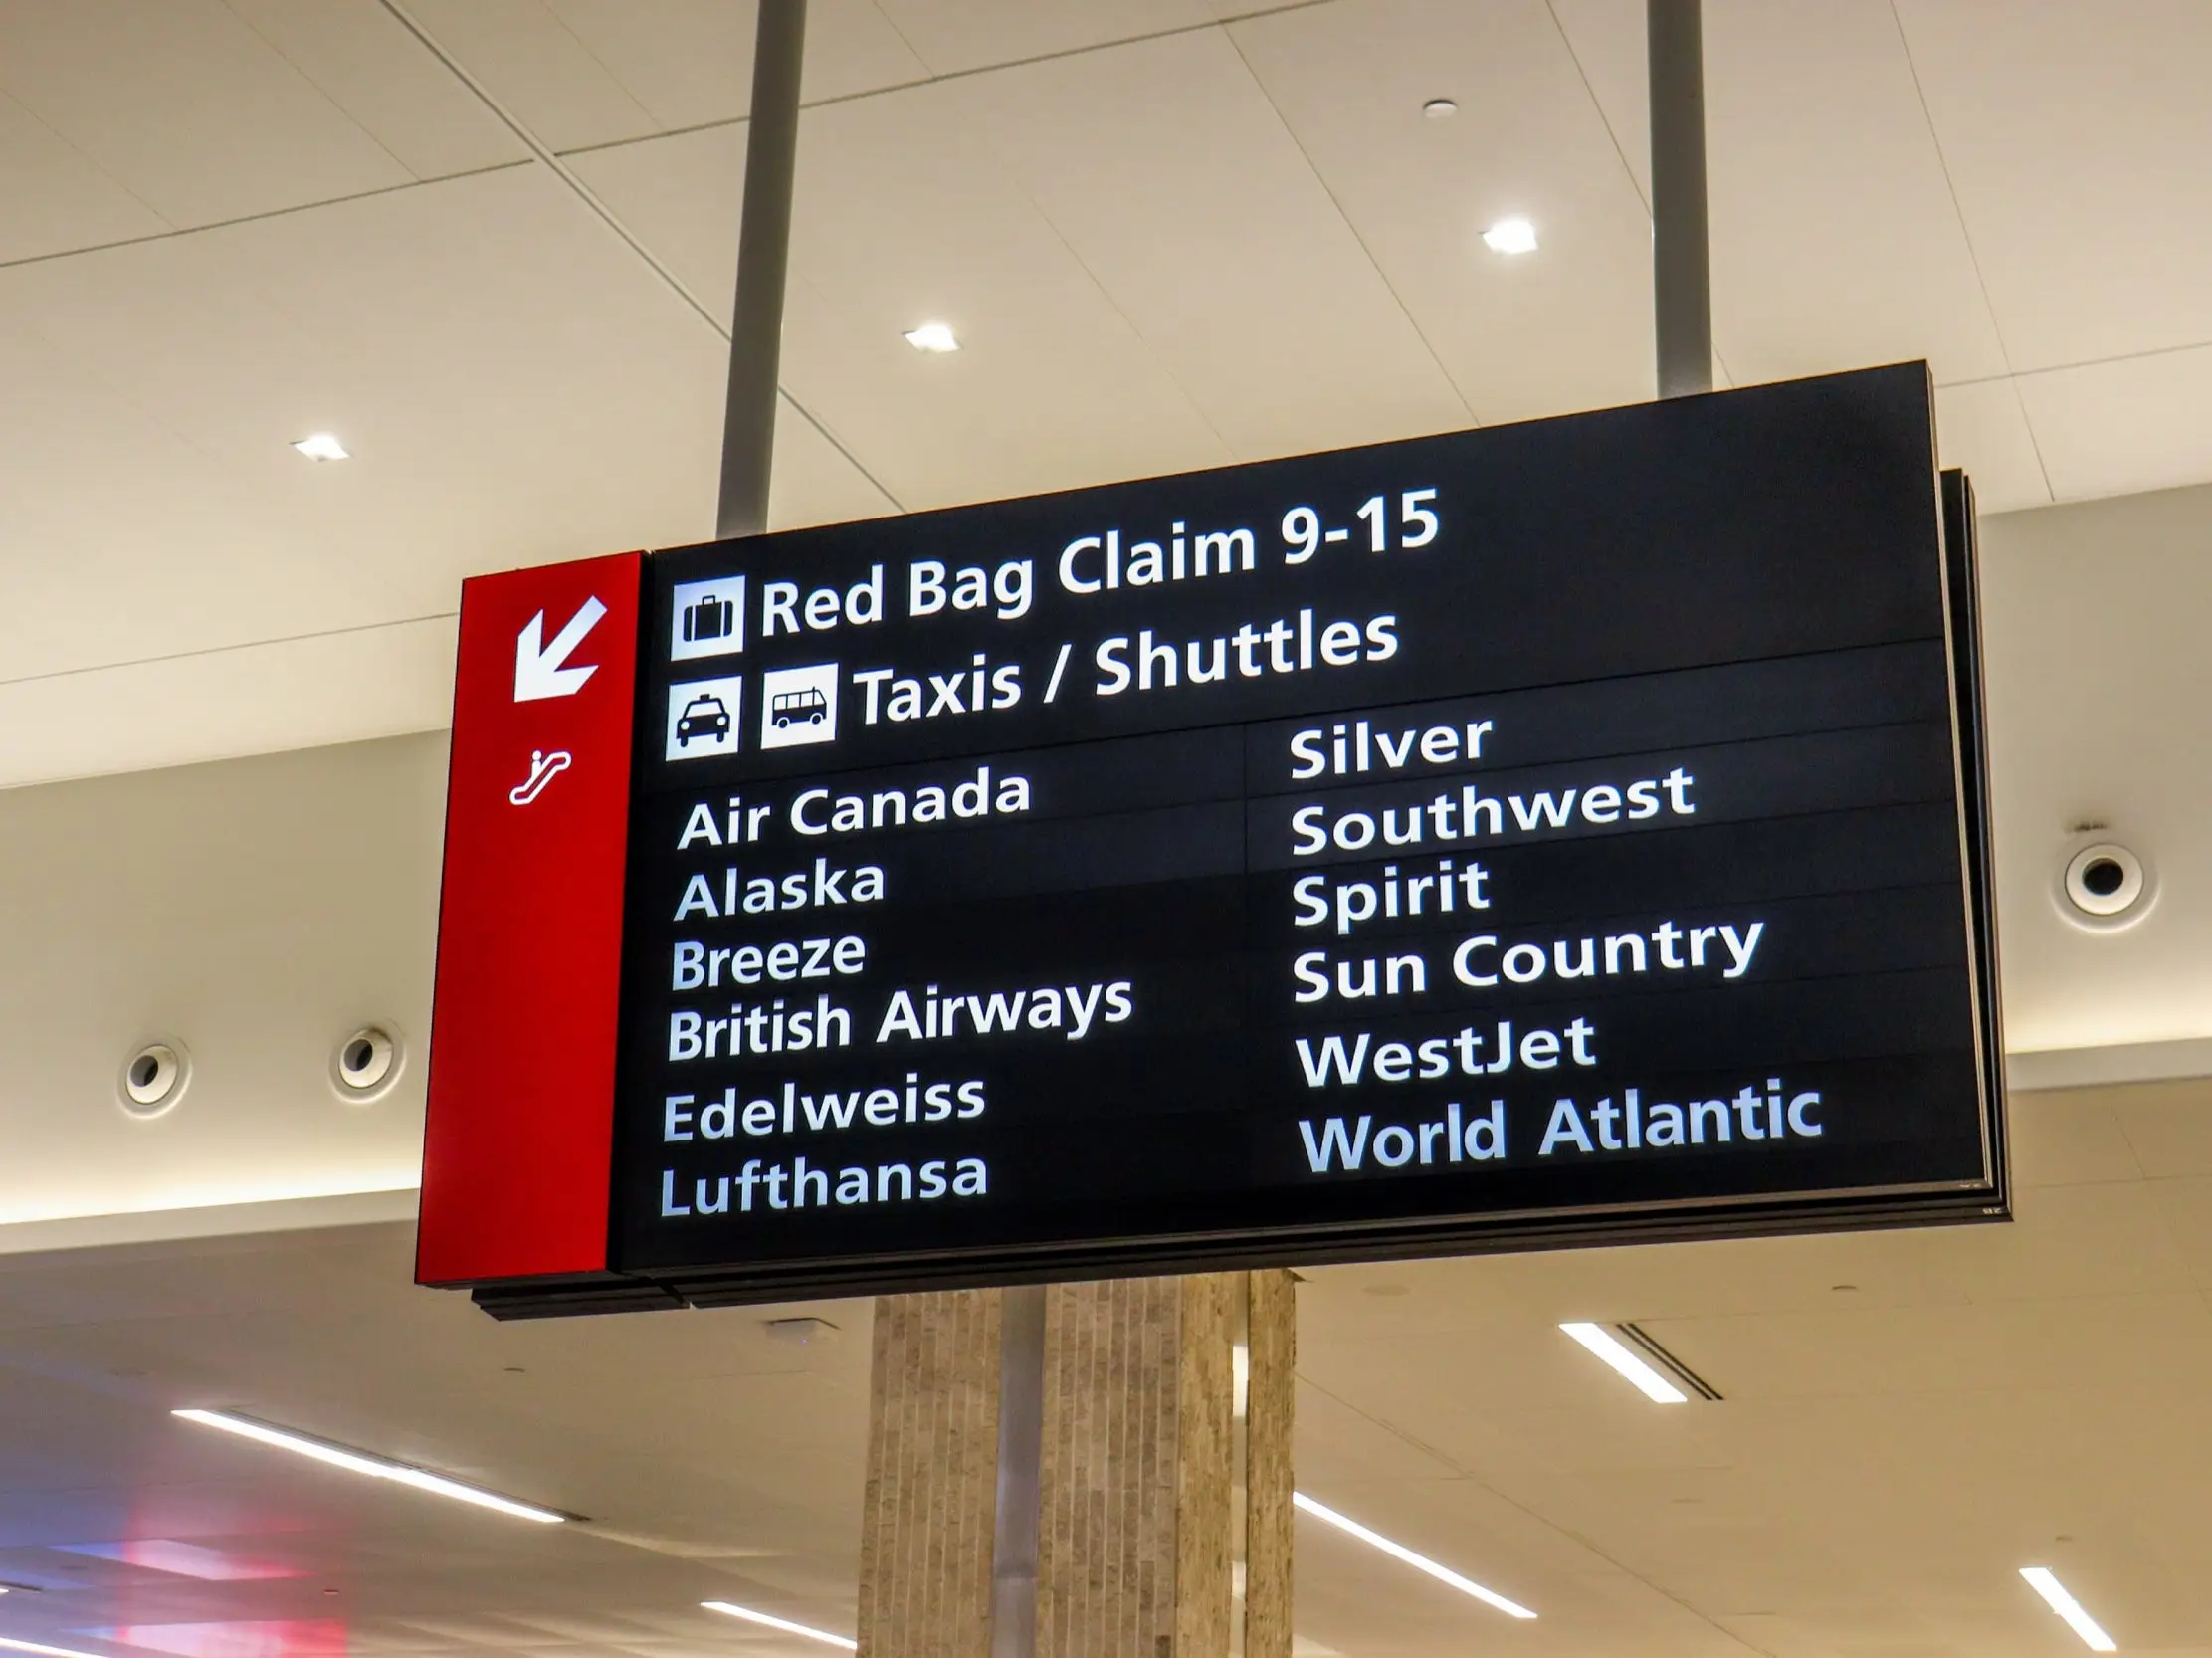 Red Bag Claim 9-15
Taxis / Shuttles
Air Canada
Alaska
Breeze
British Airways
Edelweiss
Lufthansa
Silver
Southwest
Spirit
Sun Country
WestJet
World Atlantic